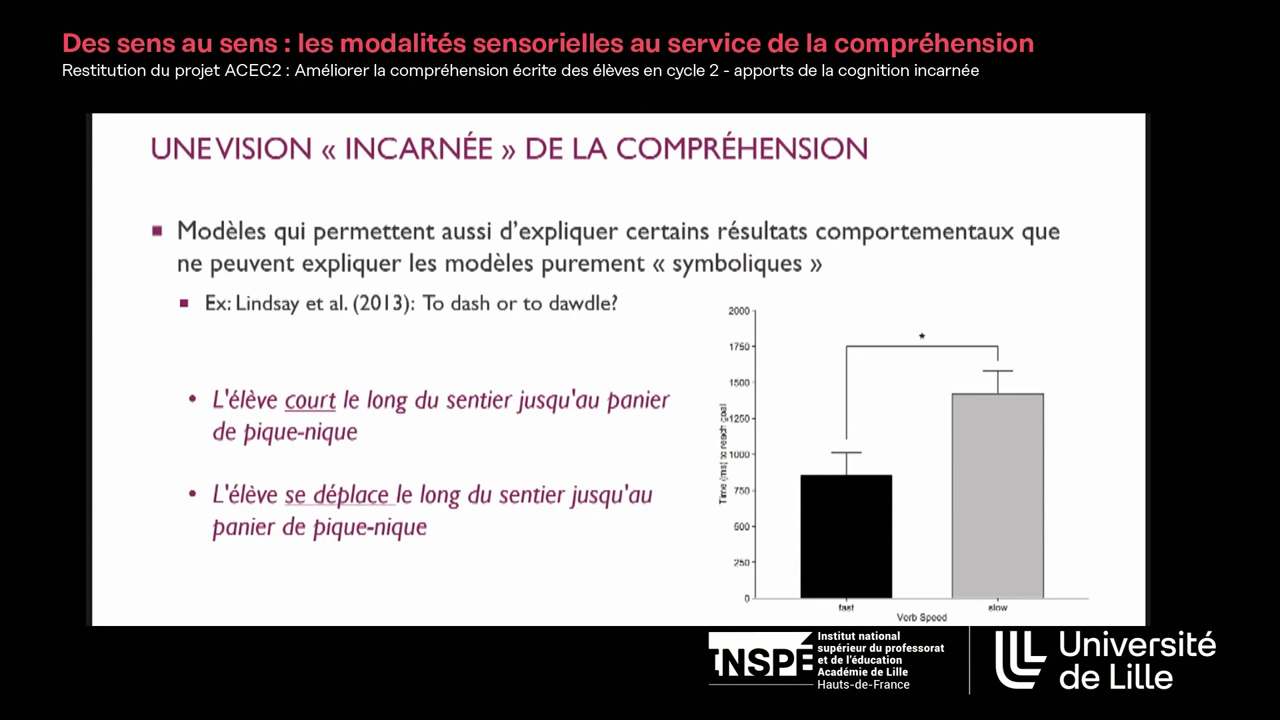 Des sens au sens : les modalités sensorielles au service de la compréhension
Restitution du projet ACEC2 : Améliorer la compréhension écrite des élèves en cycle 2 - apports de la cognition incarnée
UNE VISION « INCARNÉE » DE LA COMPRÉHENSION
Modèles qui permettent aussi d'expliquer certains résultats comportementaux que
ne peuvent expliquer les modèles purement « symboliques »
Ex: Lindsay et al. (2013): To dash or to dawdle?
• L'élève court le long du sentier jusqu'au panier
de pique-nique
• L'élève se déplace le long du sentier jusqu'au
panier de pique-nique
2000
1750
1500
1250
1000
750
500
250
0
Time (ms) to reach goal
*
fast
slow
Verb Speed
INSPÉ
Institut national
supérieur du professorat
et de l'éducation
Académie de Lille
Hauts-de-France
Université
de Lille